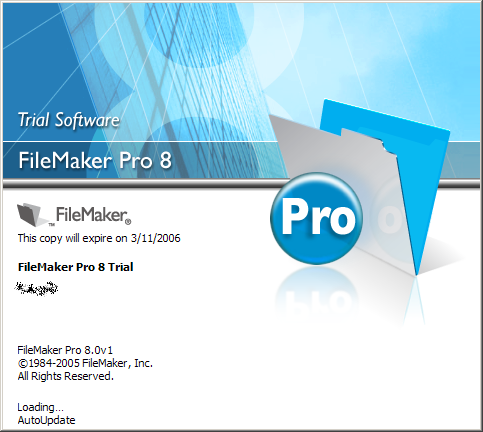 Trial Software
FileMaker Pro 8
Pro
FileMaker®
This copy will expire on 3/11/2006
FileMaker Pro 8 Trial
FileMaker Pro 8.0v1
©1984-2005 FileMaker, Inc.
All Rights Reserved.
Loading...
AutoUpdate